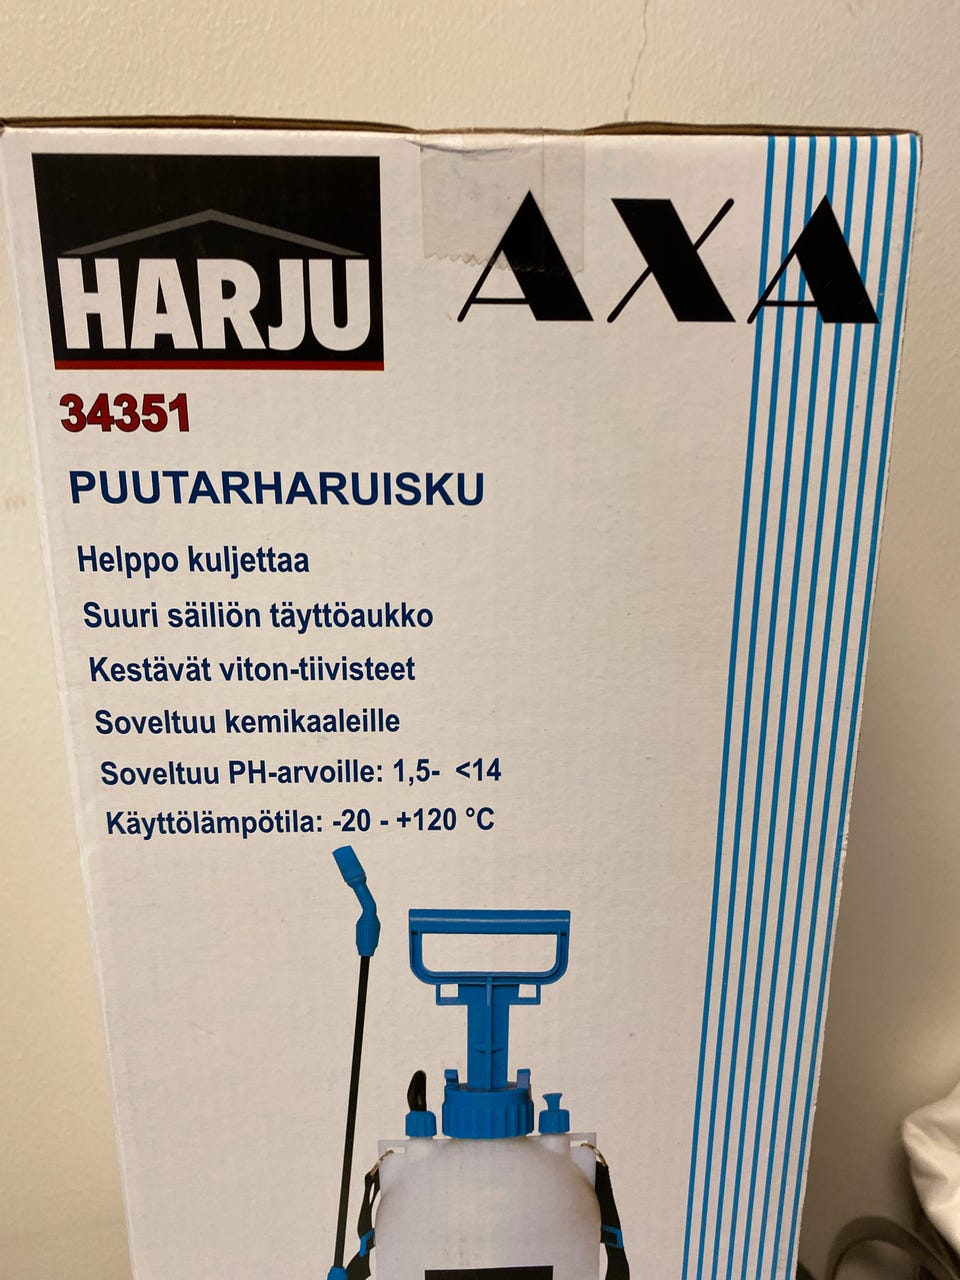 HARJU
AXA
34351
PUUTARHARUISKU
Helppo kuljettaa
Suuri säiliön täyttöaukko
Kestävät viton-tiivisteet
Soveltuu kemikaaleille
Soveltuu PH-arvoille: 1,5- <14
Käyttölämpötila: -20 - +120 °C